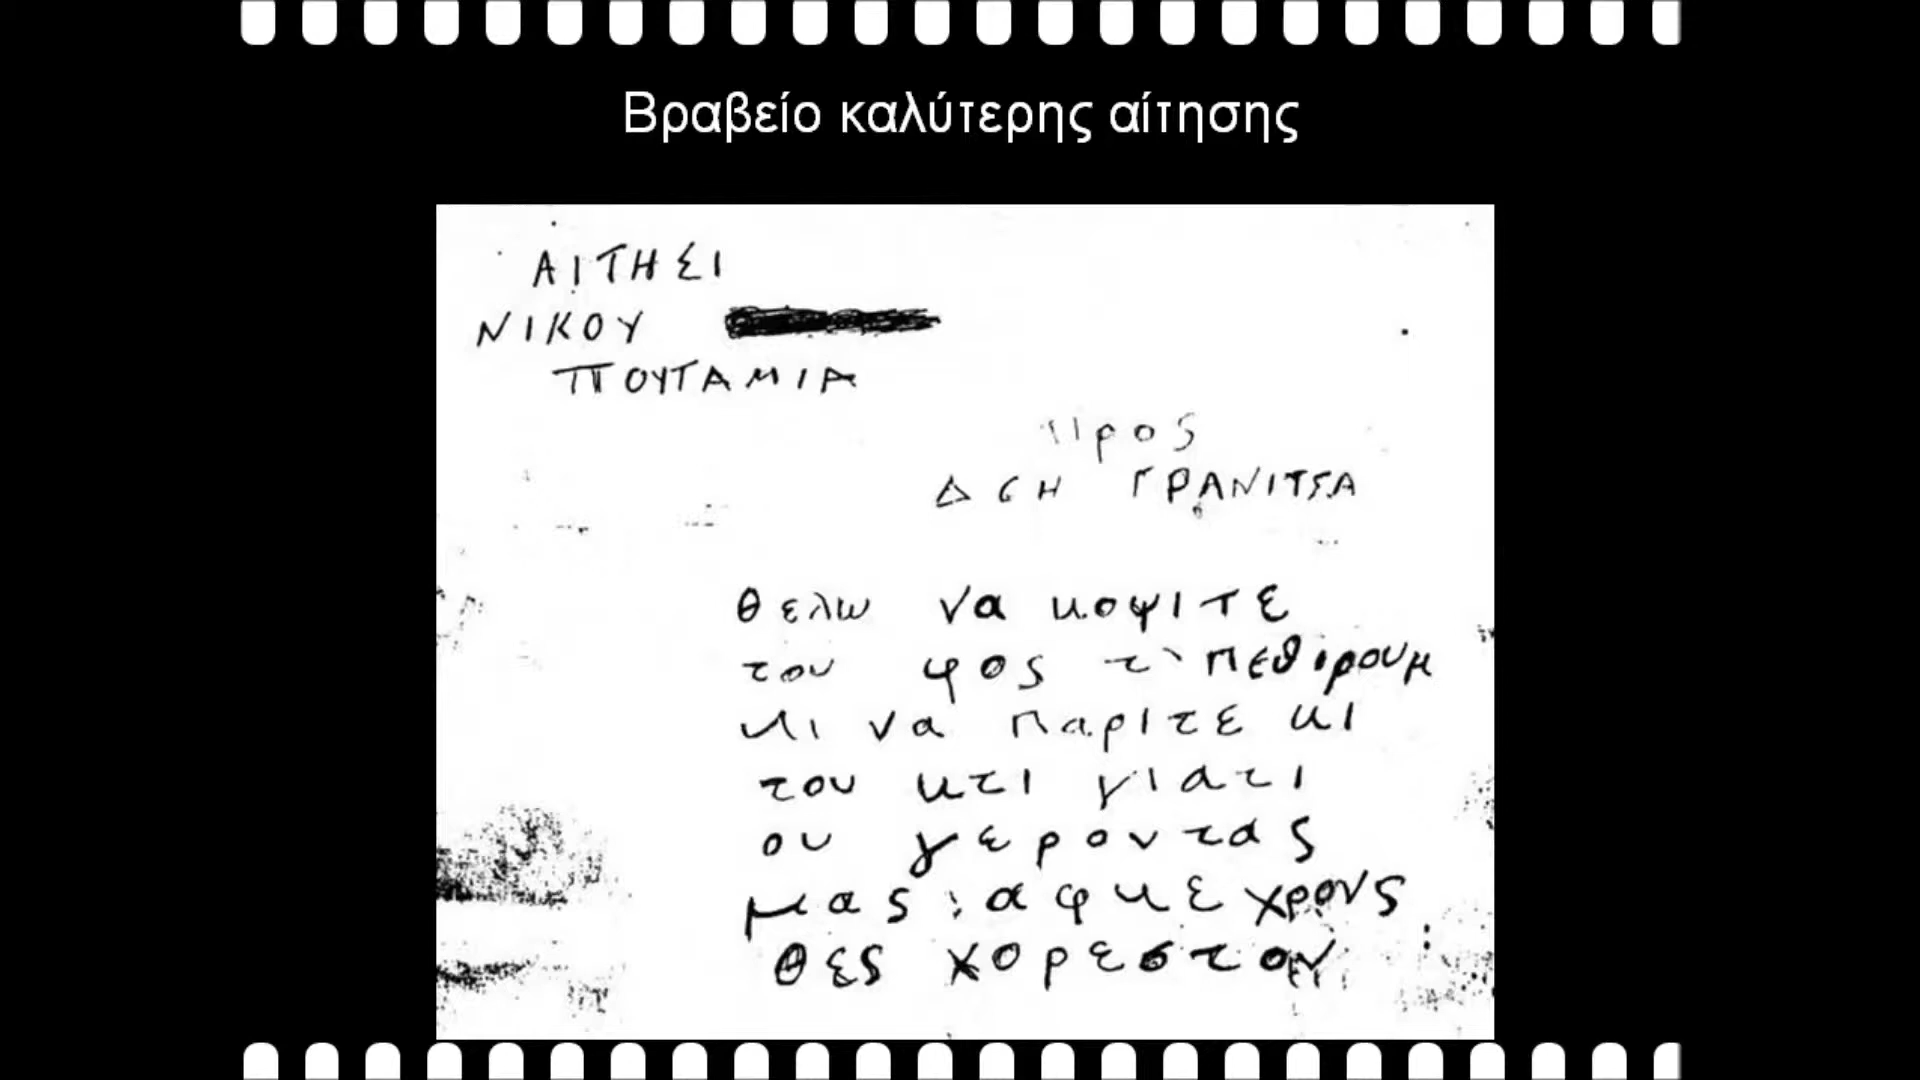 Βραβείο καλύτερης αίτησης
ΑΙΤΗΣΙ
ΝΙΚΟΥ
ΠΟΥΤΑΜΙΑ
Προς
ΔΕΗ ΓΡΑΝΙΤΣΑ
θελω να κοψιτε
του φος τ' πεθιρουμ
κι να παριτε κι
του κτι γιατι
ου γεροντας
μας αφκε χρονς
θες χορεστον